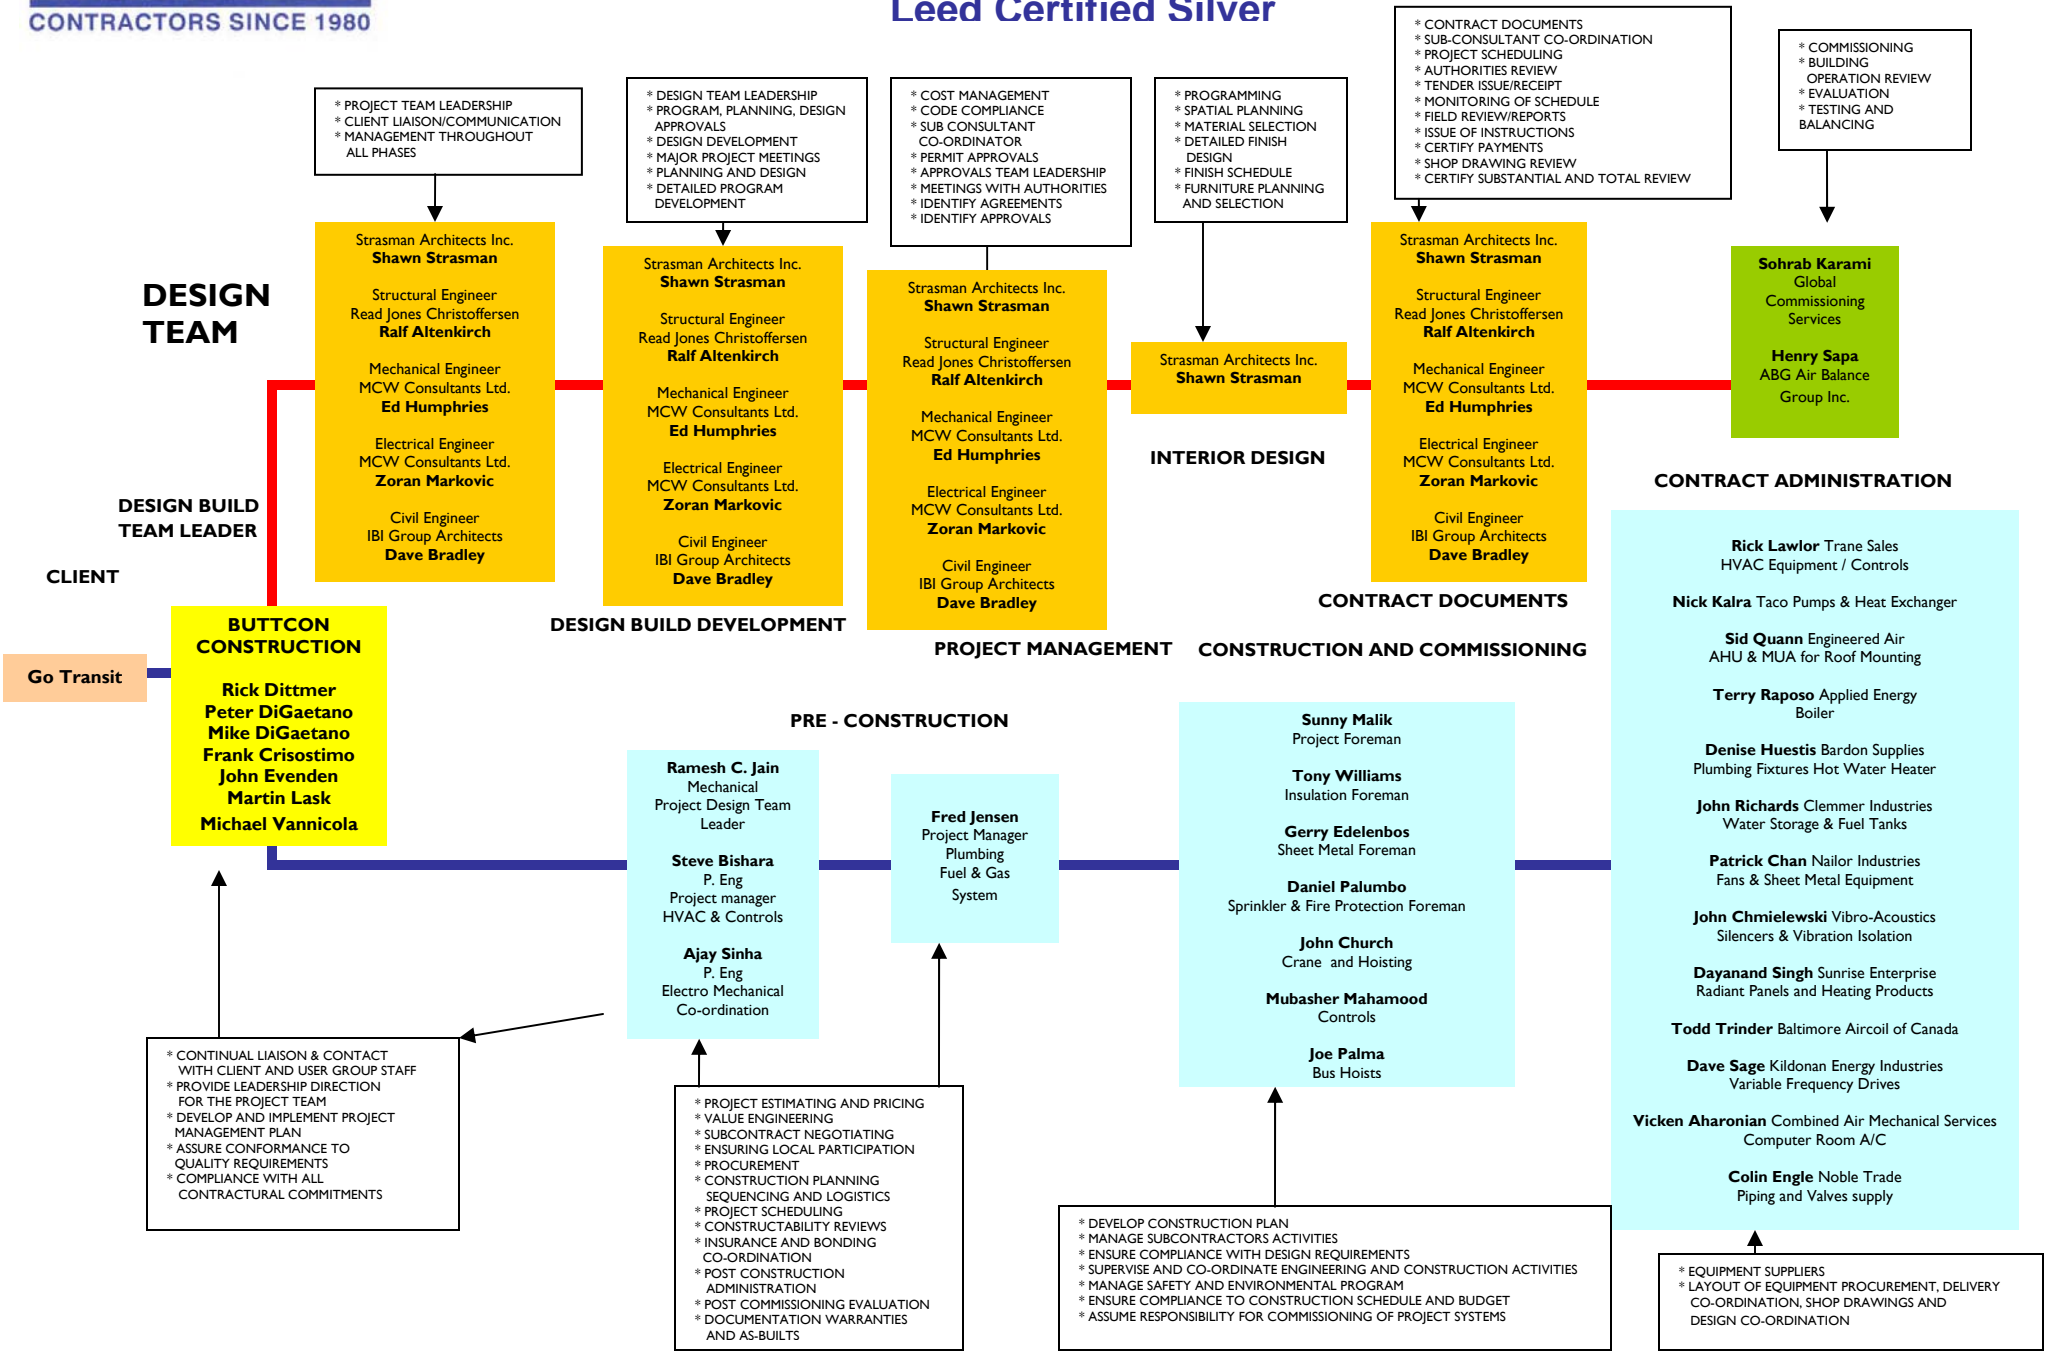 CONTRACTORS SINCE 1980
Leed Certified Silver
* PROJECT TEAM LEADERSHIP
* CLIENT LIAISON/COMMUNICATION
* MANAGEMENT THROUGHOUT
ALL PHASES
* DESIGN TEAM LEADERSHIP
* PROGRAM, PLANNING, DESIGN
APPROVALS
* DESIGN DEVELOPMENT
* MAJOR PROJECT MEETINGS
* PLANNING AND DESIGN
* DETAILED PROGRAM
DEVELOPMENT
* COST MANAGEMENT
* CODE COMPLIANCE
* SUB CONSULTANT
CO-ORDINATOR
* PERMIT APPROVALS
* APPROVALS TEAM LEADERSHIP
* MEETINGS WITH AUTHORITIES
* IDENTIFY AGREEMENTS
* IDENTIFY APPROVALS
* PROGRAMMING
* SPATIAL PLANNING
* MATERIAL SELECTION
* DETAILED FINISH
DESIGN
* FINISH SCHEDULE
* FURNITURE PLANNING
AND SELECTION
* CONTRACT DOCUMENTS
* SUB-CONSULTANT CO-ORDINATION
* PROJECT SCHEDULING
* AUTHORITIES REVIEW
* TENDER ISSUE/RECEIPT
* MONITORING OF SCHEDULE
* FIELD REVIEW/REPORTS
* ISSUE OF INSTRUCTIONS
* CERTIFY PAYMENTS
* SHOP DRAWING REVIEW
* CERTIFY SUBSTANTIAL AND TOTAL REVIEW
* COMMISSIONING
* BUILDING
OPERATION REVIEW
* EVALUATION
* TESTING AND
BALANCING
DESIGN
TEAM
Strasman Architects Inc.
Shawn Strasman
Structural Engineer
Read Jones Christoffersen
Ralf Altenkirch
Mechanical Engineer
MCW Consultants Ltd.
Ed Humphries
Electrical Engineer
MCW Consultants Ltd.
Zoran Markovic
Civil Engineer
IBI Group Architects
Dave Bradley
Strasman Architects Inc.
Shawn Strasman
Structural Engineer
Read Jones Christoffersen
Ralf Altenkirch
Mechanical Engineer
MCW Consultants Ltd.
Ed Humphries
Electrical Engineer
MCW Consultants Ltd.
Zoran Markovic
Civil Engineer
IBI Group Architects
Dave Bradley
Strasman Architects Inc.
Shawn Strasman
Structural Engineer
Read Jones Christoffersen
Ralf Altenkirch
Mechanical Engineer
MCW Consultants Ltd.
Ed Humphries
Electrical Engineer
MCW Consultants Ltd.
Zoran Markovic
Civil Engineer
IBI Group Architects
Dave Bradley
Strasman Architects Inc.
Shawn Strasman
Strasman Architects Inc.
Shawn Strasman
Structural Engineer
Read Jones Christoffersen
Ralf Altenkirch
Mechanical Engineer
MCW Consultants Ltd.
Ed Humphries
Electrical Engineer
MCW Consultants Ltd.
Zoran Markovic
Civil Engineer
IBI Group Architects
Dave Bradley
Sohrab Karami
Global
Commissioning
Services
Henry Sapa
ABG Air Balance
Group Inc.
INTERIOR DESIGN
CONTRACT ADMINISTRATION
DESIGN BUILD
TEAM LEADER
CLIENT
CONTRACT DOCUMENTS
DESIGN BUILD DEVELOPMENT
PROJECT MANAGEMENT
CONSTRUCTION AND COMMISSIONING
Go Transit
BUTTCON
CONSTRUCTION
Rick Dittmer
Peter DiGaetano
Mike DiGaetano
Frank Crisostimo
John Evenden
Martin Lask
Michael Vannicola
PRE - CONSTRUCTION
Ramesh C. Jain
Mechanical
Project Design Team
Leader
Steve Bishara
P. Eng
Project manager
HVAC & Controls
Ajay Sinha
P. Eng
Electro Mechanical
Co-ordination
Fred Jensen
Project Manager
Plumbing
Fuel & Gas
System
Sunny Malik
Project Foreman
Tony Williams
Insulation Foreman
Gerry Edelenbos
Sheet Metal Foreman
Daniel Palumbo
Sprinkler & Fire Protection Foreman
John Church
Crane and Hoisting
Mubasher Mahamood
Controls
Joe Palma
Bus Hoists
Rick Lawlor Trane Sales
HVAC Equipment / Controls
Nick Kalra Taco Pumps & Heat Exchanger
Sid Quann Engineered Air
AHU & MUA for Roof Mounting
Terry Raposo Applied Energy
Boiler
Denise Huestis Bardon Supplies
Plumbing Fixtures Hot Water Heater
John Richards Clemmer Industries
Water Storage & Fuel Tanks
Patrick Chan Nailor Industries
Fans & Sheet Metal Equipment
John Chmielewski Vibro-Acoustics
Silencers & Vibration Isolation
Dayanand Singh Sunrise Enterprise
Radiant Panels and Heating Products
Todd Trinder Baltimore Aircoil of Canada
Dave Sage Kildonan Energy Industries
Variable Frequency Drives
Vicken Aharonian Combined Air Mechanical Services
Computer Room A/C
Colin Engle Noble Trade
Piping and Valves supply
* CONTINUAL LIAISON & CONTACT
WITH CLIENT AND USER GROUP STAFF
* PROVIDE LEADERSHIP DIRECTION
FOR THE PROJECT TEAM
* DEVELOP AND IMPLEMENT PROJECT
MANAGEMENT PLAN
* ASSURE CONFORMANCE TO
QUALITY REQUIREMENTS
* COMPLIANCE WITH ALL
CONTRACTURAL COMMITMENTS
* PROJECT ESTIMATING AND PRICING
* VALUE ENGINEERING
* SUBCONTRACT NEGOTIATING
* ENSURING LOCAL PARTICIPATION
* PROCUREMENT
* CONSTRUCTION PLANNING
SEQUENCING AND LOGISTICS
* PROJECT SCHEDULING
* CONSTRUCTABILITY REVIEWS
* INSURANCE AND BONDING
CO-ORDINATION
* POST CONSTRUCTION
ADMINISTRATION
* POST COMMISSIONING EVALUATION
* DOCUMENTATION WARRANTIES
AND AS-BUILTS
* DEVELOP CONSTRUCTION PLAN
* MANAGE SUBCONTRACTORS ACTIVITIES
* ENSURE COMPLIANCE WITH DESIGN REQUIREMENTS
* SUPERVISE AND CO-ORDINATE ENGINEERING AND CONSTRUCTION ACTIVITIES
* MANAGE SAFETY AND ENVIRONMENTAL PROGRAM
* ENSURE COMPLIANCE TO CONSTRUCTION SCHEDULE AND BUDGET
* ASSUME RESPONSIBILITY FOR COMMISSIONING OF PROJECT SYSTEMS
* EQUIPMENT SUPPLIERS
* LAYOUT OF EQUIPMENT PROCUREMENT, DELIVERY
CO-ORDINATION, SHOP DRAWINGS AND
DESIGN CO-ORDINATION